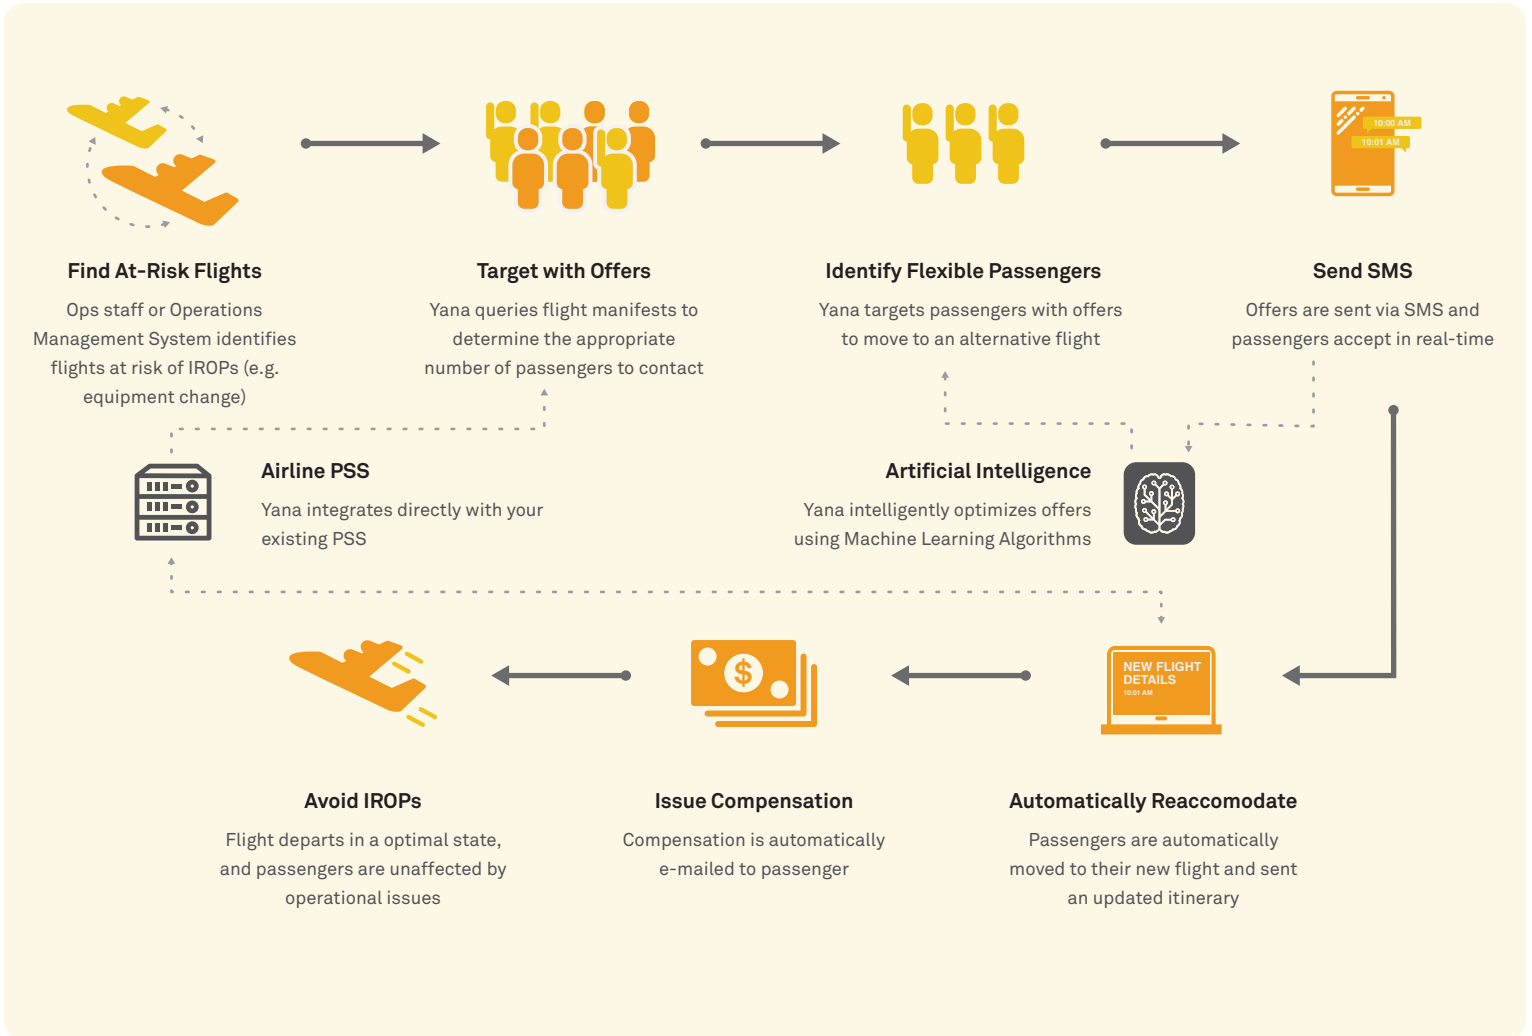 10:00 AM
10:01 AM
Find At-Risk Flights
Ops staff or Operations
Management System identifies
flights at risk of IROPs (e.g.
equipment change)
Target with Offers
Yana queries flight manifests to
determine the appropriate
number of passengers to contact
Identify Flexible Passengers
Yana targets passengers with offers
to move to an alternative flight
Send SMS
Offers are sent via SMS and
passengers accept in real-time
Airline PSS
Yana integrates directly with your
existing PSS
Artificial Intelligence
Yana intelligently optimizes offers
using Machine Learning Algorithms
$
NEW FLIGHT
DETAILS
10:01 AM
Avoid IROPs
Flight departs in a optimal state,
and passengers are unaffected by
operational issues
Issue Compensation
Compensation is automatically
e-mailed to passenger
Automatically Reaccomodate
Passengers are automatically
moved to their new flight and sent
an updated itinerary